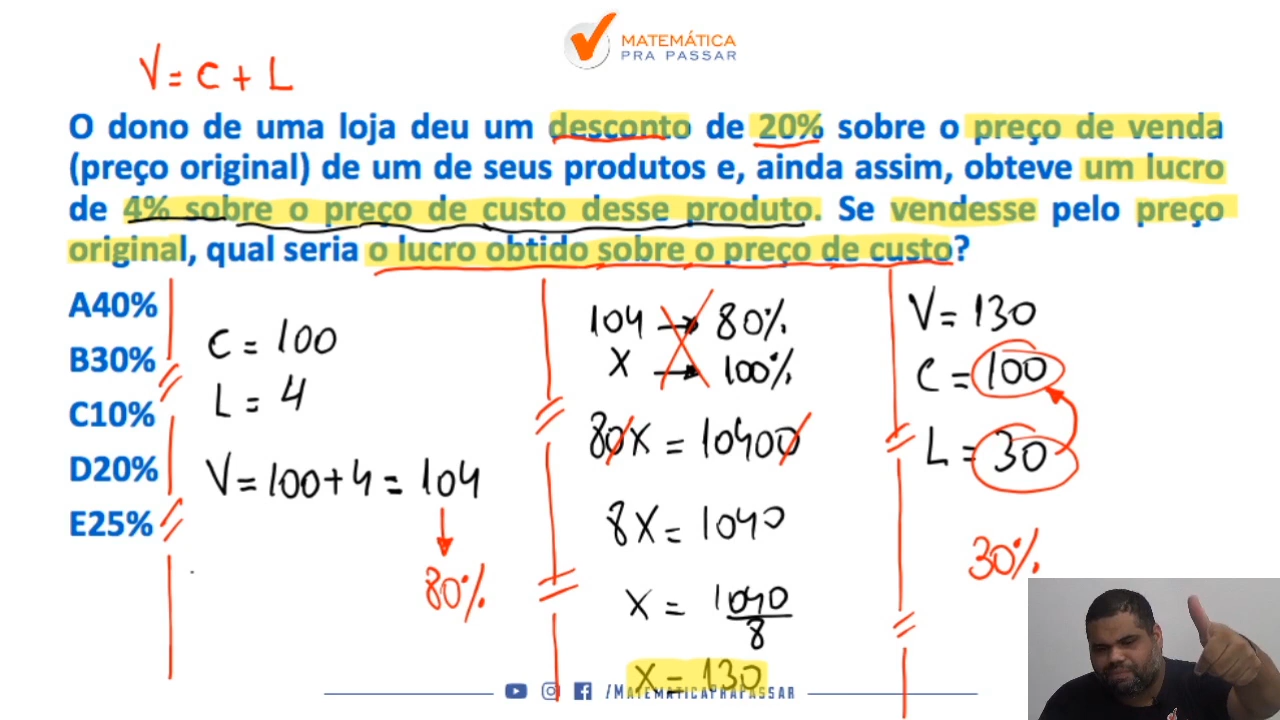 MATEMÁTICA
PRA PASSAR
V = C + L
O dono de uma loja deu um desconto de 20% sobre o preço de venda
(preço original) de um de seus produtos e, ainda assim, obteve um lucro
de 4% sobre o preço de custo desse produto. Se vendesse pelo preço
original, qual seria o lucro obtido sobre o preço de custo?
A40%
B30%
C10%
D20%
E25%
C = 100
L = 4
V = 100 + 4 = 104
80%
104 → 80%
X → 100%
80X = 10400
8X = 1040
X = 1040
8
X = 130
V = 130
C = 100
L = 30
30%
/MATEMATICAPRAPASSAR